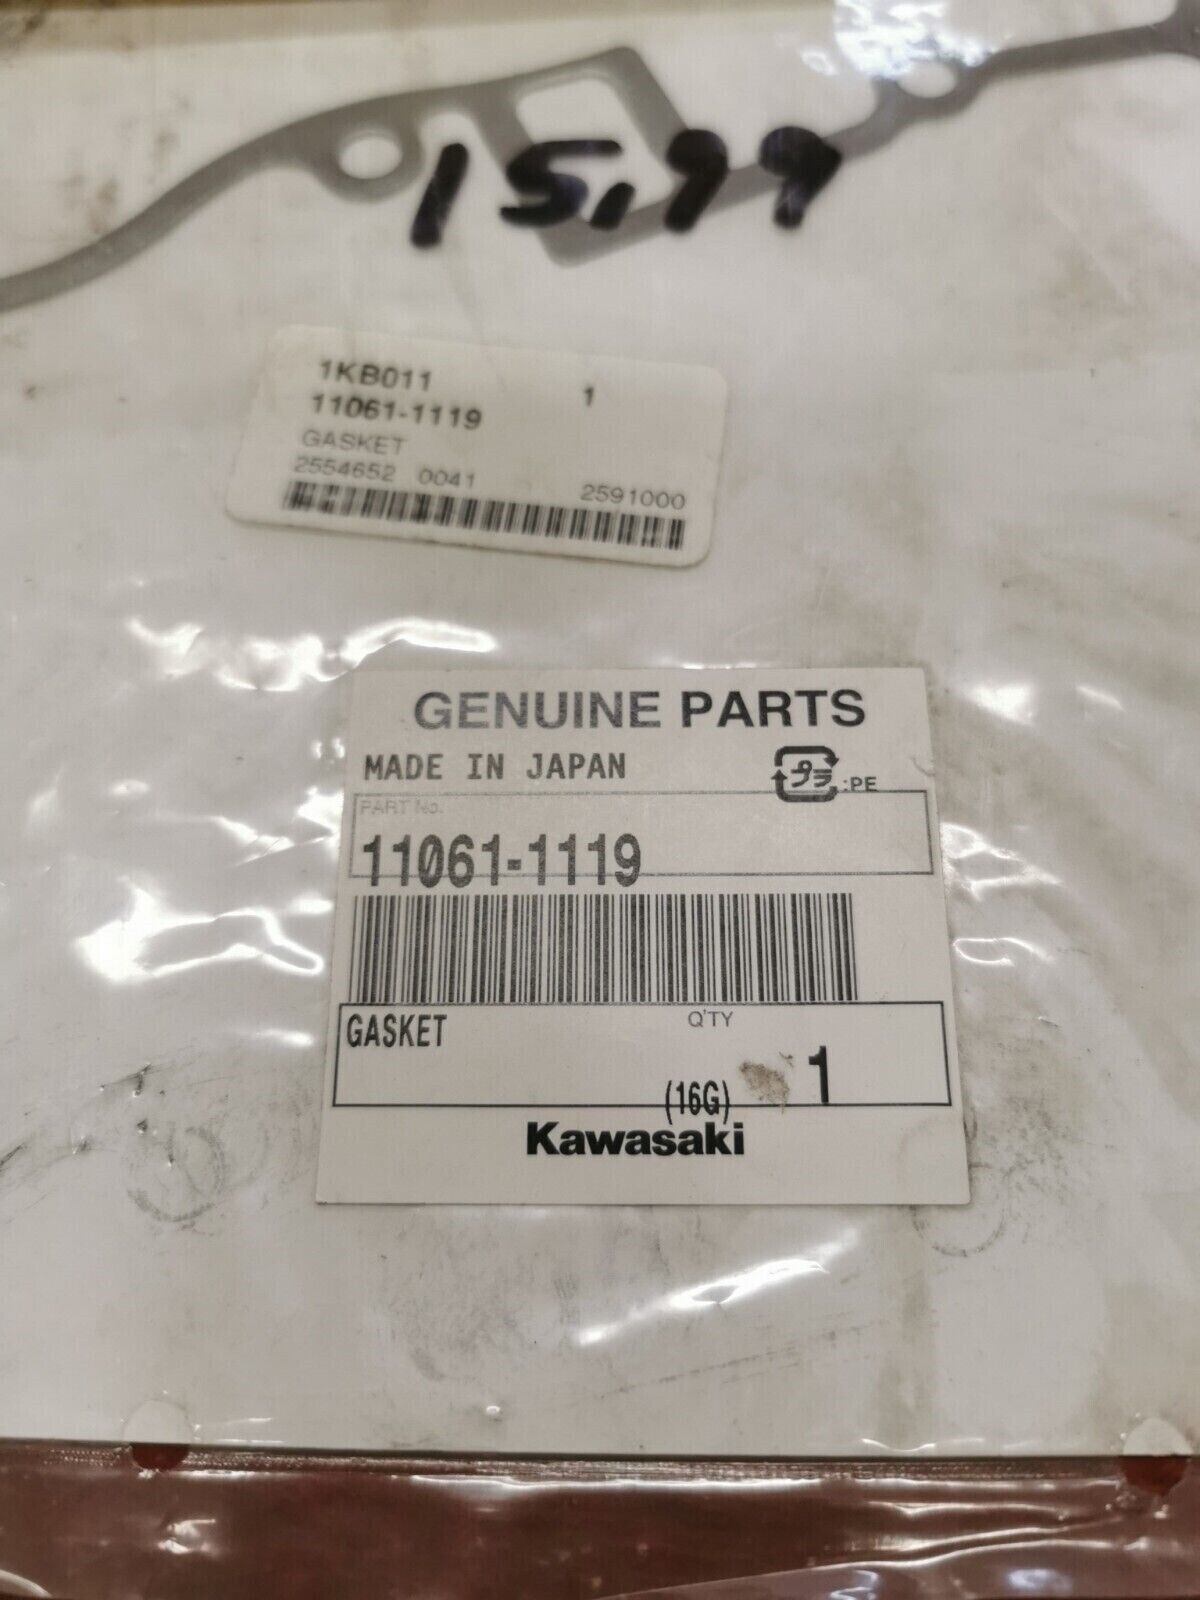 15,99
1KB011 1
11061-1119
GASKET
2554652 0041 2591000
GENUINE PARTS
MADE IN JAPAN
プラ :PE
PART No.
11061-1119
GASKET Q'TY
(16G) 1
Kawasaki